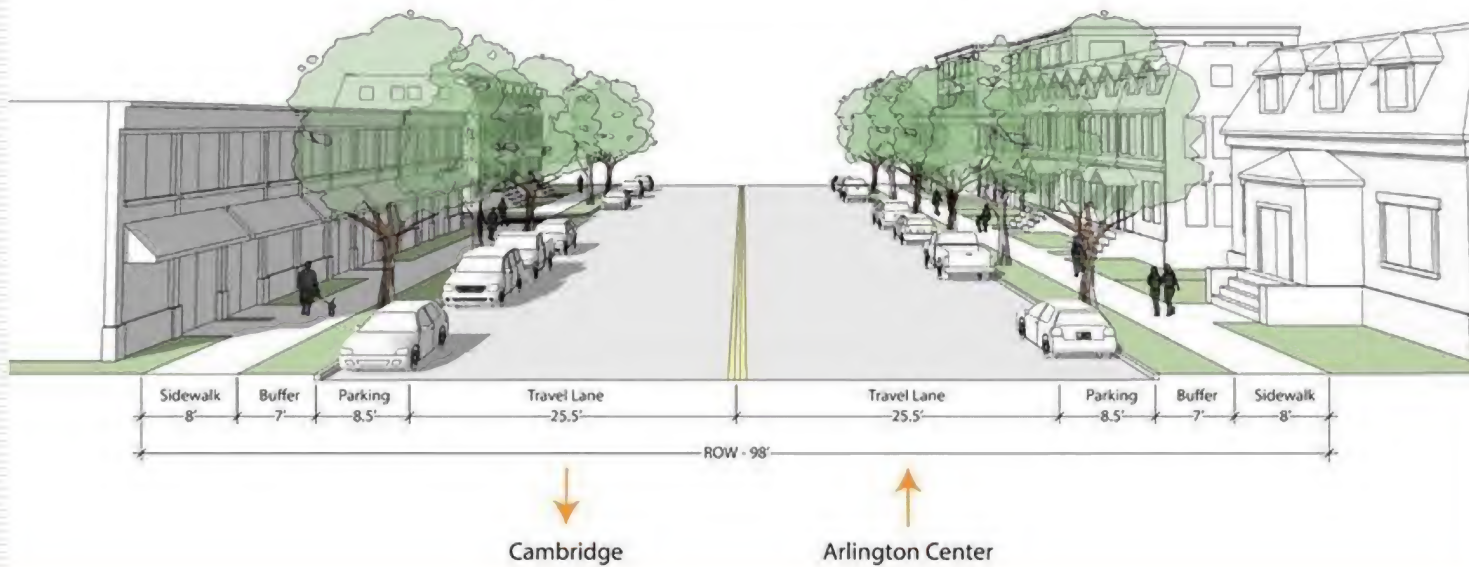 Sidewalk Buffer Parking Travel Lane Travel Lane Parking Buffer Sidewalk
8' 7' 8.5' 25.5' 25.5' 8.5' 7' 8'
ROW - 98'
Cambridge Arlington Center